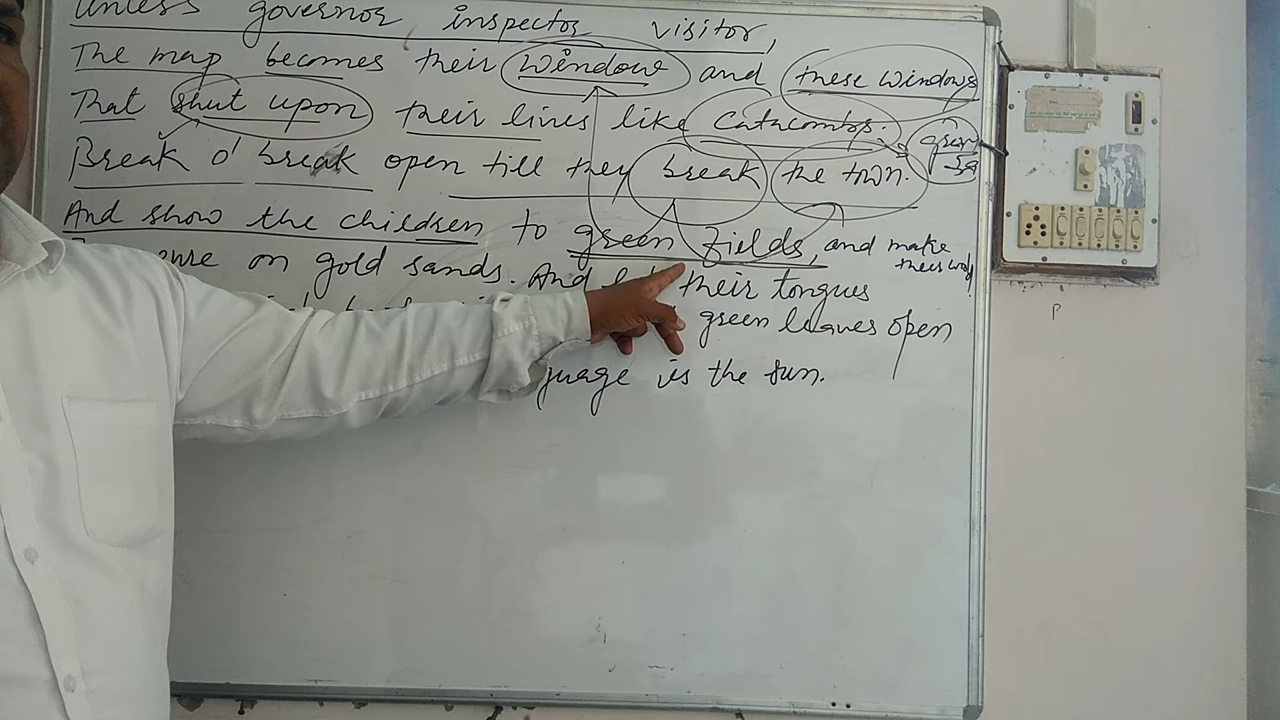 Unless governor inspector visitor,
The map becomes their window and these windows
That shut upon their lives like Catacombs.
Break o' break open till they break the town.
And show the children to green fields, and make
their world
on gold sands. And their tongues
green leaves open
guage is the sun.
P